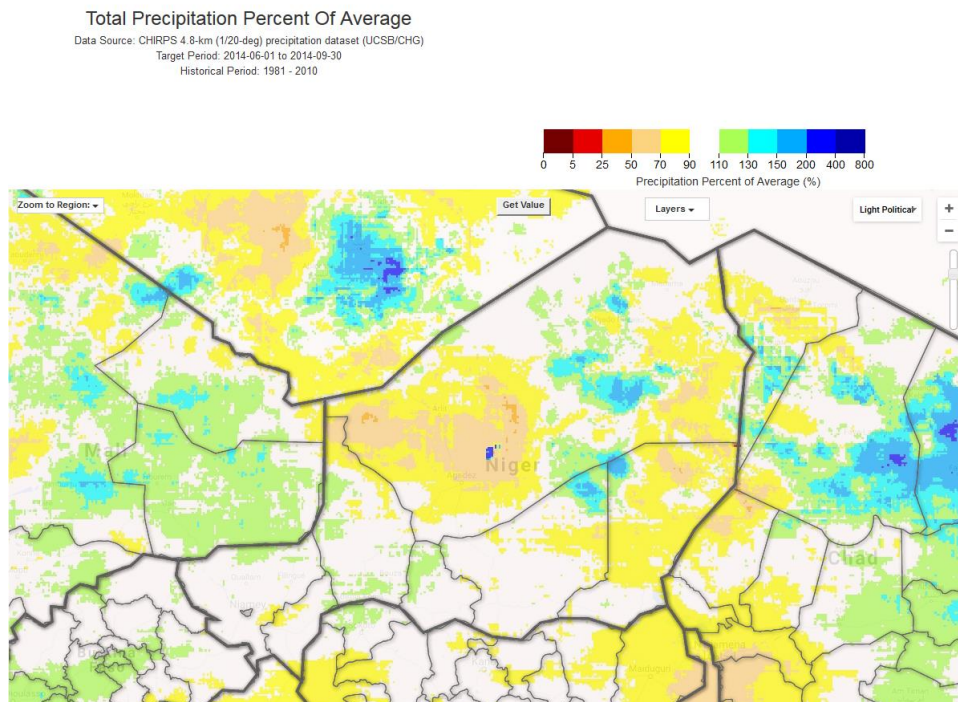 Total Precipitation Percent Of Average
Data Source: CHIRPS 4.8-km (1/20-deg) precipitation dataset (UCSB/CHG)
Target Period: 2014-06-01 to 2014-09-30
Historical Period: 1981 - 2010
0 5 25 50 70 90 110 130 150 200 400 800
Precipitation Percent of Average (%)
Zoom to Region:
Get Value
Layers
Light Political
+
−
Mali
Niger
Chad
Niamey
Burkina
Faso
Maiduguri